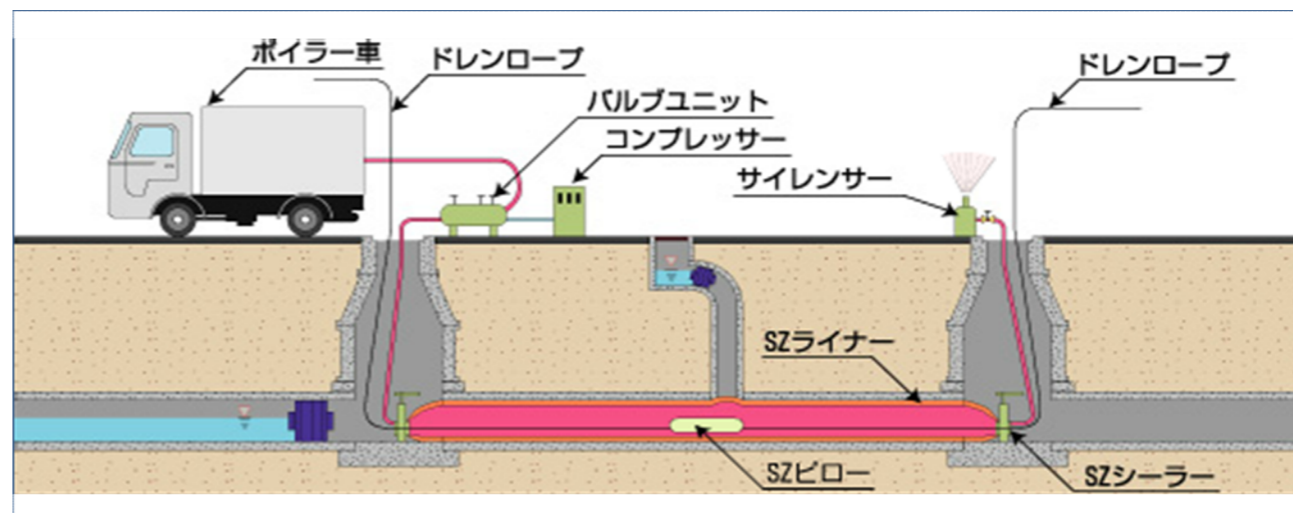 ボイラー車
ドレンロープ
バルブユニット
コンプレッサー
サイレンサー
ドレンロープ
SZライナー
SZピロー
SZシーラー